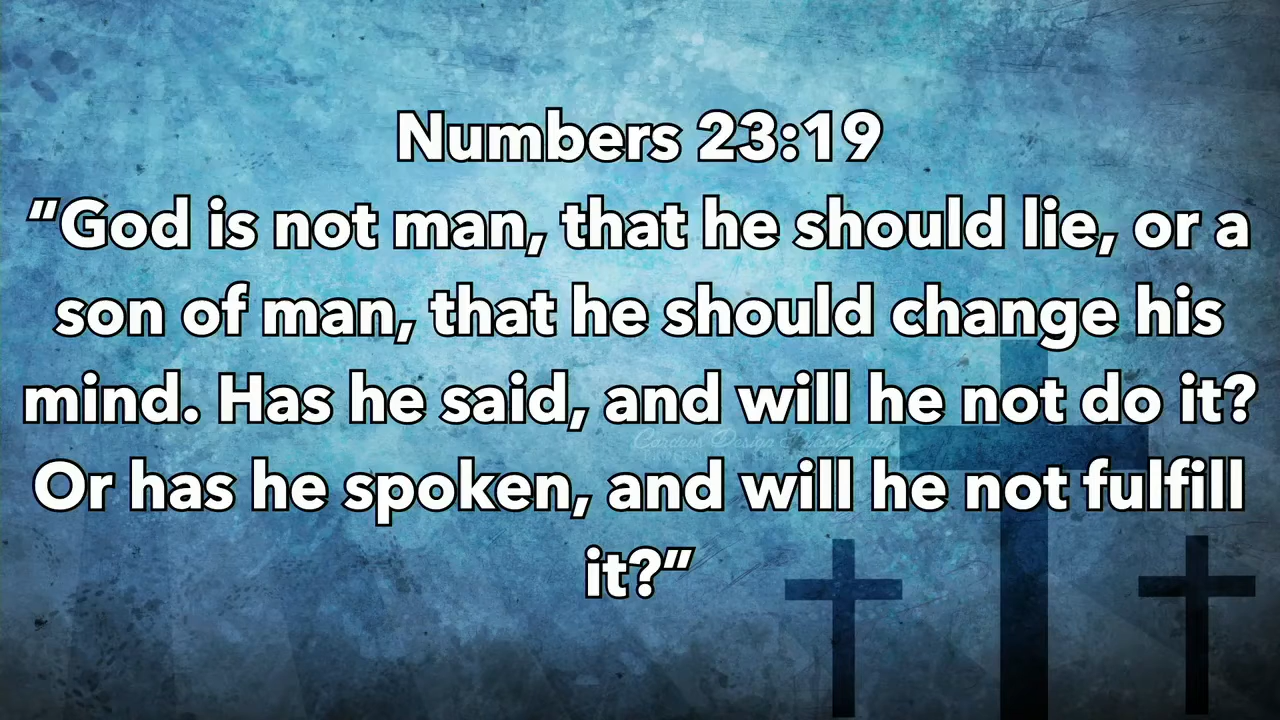 Numbers 23:19
“God is not man, that he should lie, or a
son of man, that he should change his
mind. Has he said, and will he not do it?
Or has he spoken, and will he not fulfill
it?”